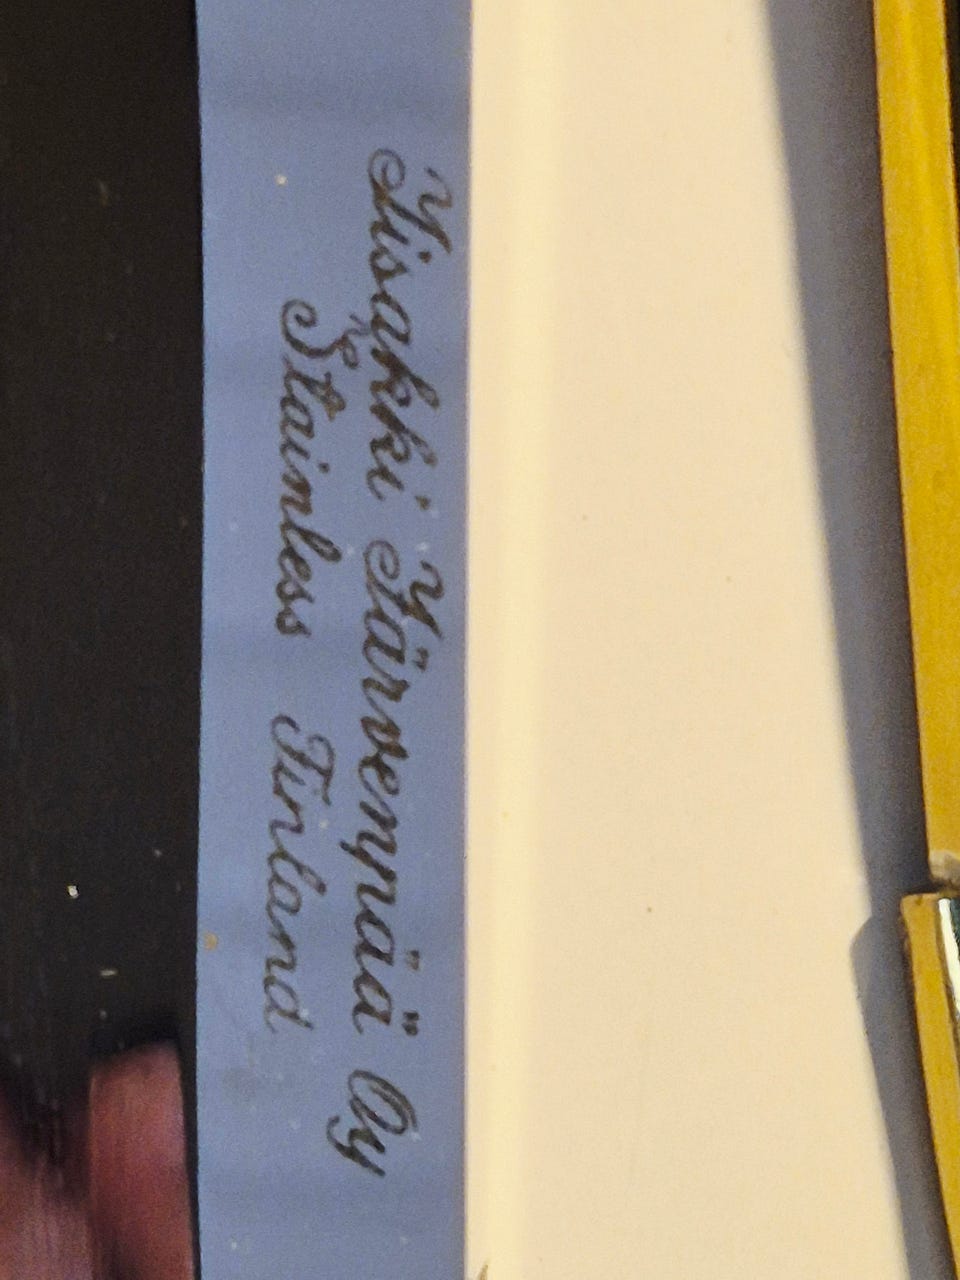 Iisakki Järvenpää Oy
Stainless Finland